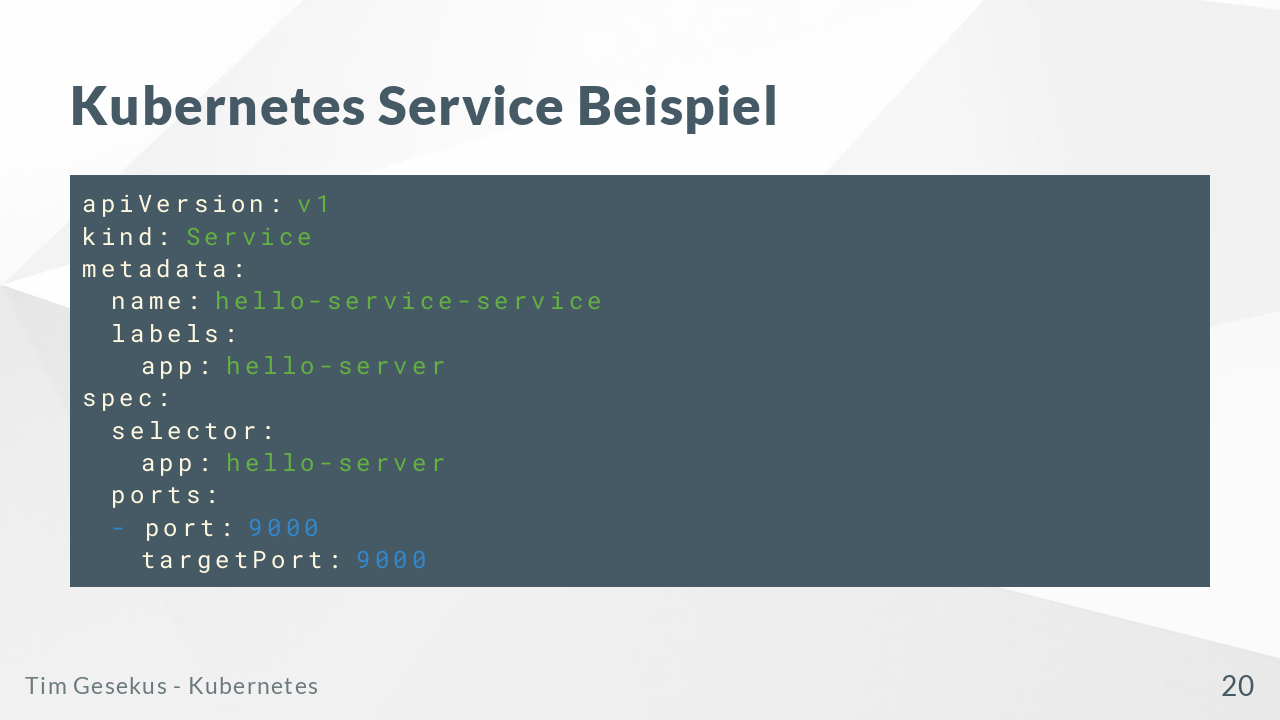 Kubernetes Service Beispiel
apiVersion: v1
kind: Service
metadata:
  name: hello-service-service
  labels:
    app: hello-server
spec:
  selector:
    app: hello-server
  ports:
  - port: 9000
    targetPort: 9000
Tim Gesekus - Kubernetes
20